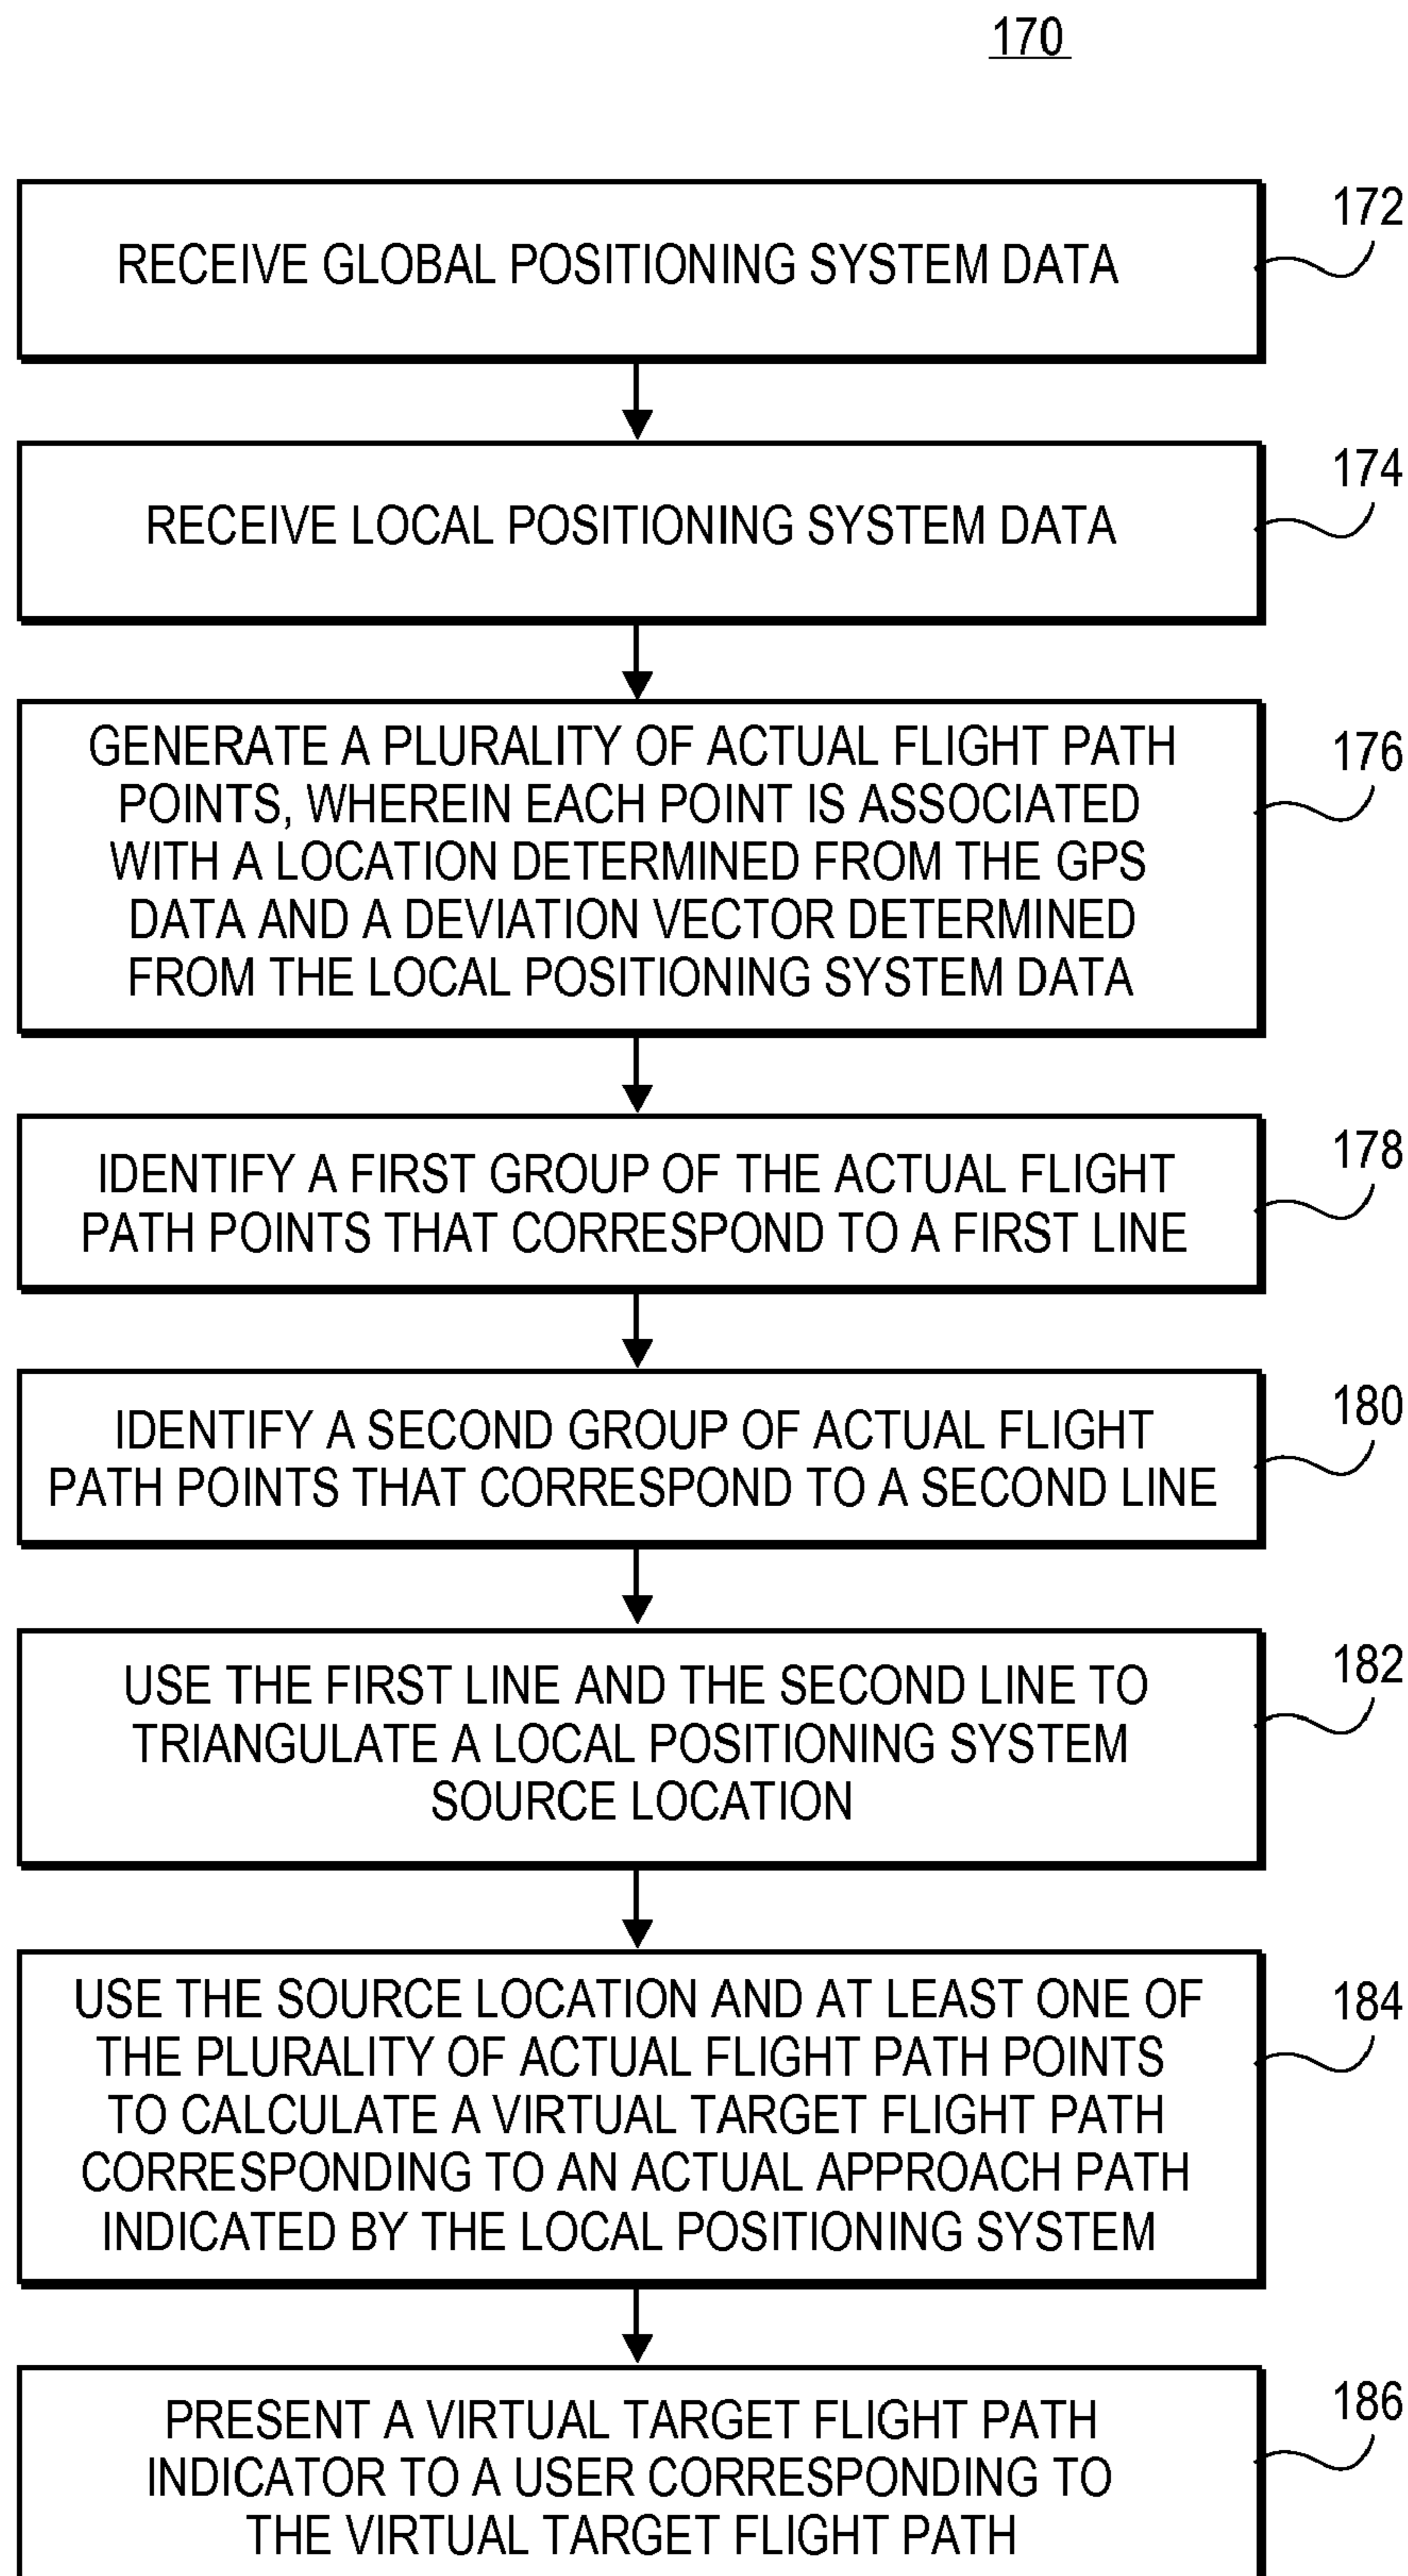 170
RECEIVE GLOBAL POSITIONING SYSTEM DATA
172
RECEIVE LOCAL POSITIONING SYSTEM DATA
174
GENERATE A PLURALITY OF ACTUAL FLIGHT PATH
POINTS, WHEREIN EACH POINT IS ASSOCIATED
WITH A LOCATION DETERMINED FROM THE GPS
DATA AND A DEVIATION VECTOR DETERMINED
FROM THE LOCAL POSITIONING SYSTEM DATA
176
IDENTIFY A FIRST GROUP OF THE ACTUAL FLIGHT
PATH POINTS THAT CORRESPOND TO A FIRST LINE
178
IDENTIFY A SECOND GROUP OF ACTUAL FLIGHT
PATH POINTS THAT CORRESPOND TO A SECOND LINE
180
USE THE FIRST LINE AND THE SECOND LINE TO
TRIANGULATE A LOCAL POSITIONING SYSTEM
SOURCE LOCATION
182
USE THE SOURCE LOCATION AND AT LEAST ONE OF
THE PLURALITY OF ACTUAL FLIGHT PATH POINTS
TO CALCULATE A VIRTUAL TARGET FLIGHT PATH
CORRESPONDING TO AN ACTUAL APPROACH PATH
INDICATED BY THE LOCAL POSITIONING SYSTEM
184
PRESENT A VIRTUAL TARGET FLIGHT PATH
INDICATOR TO A USER CORRESPONDING TO
THE VIRTUAL TARGET FLIGHT PATH
186